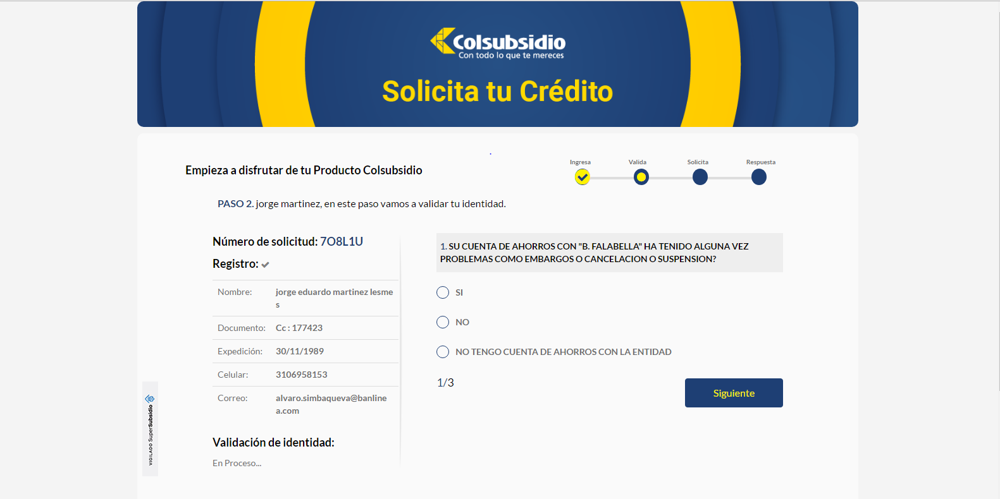 Colsubsidio
Con todo lo que te mereces
Solicita tu Crédito
.
Empieza a disfrutar de tu Producto Colsubsidio
Ingresa
Valida
Solicita
Respuesta
PASO 2. jorge martinez, en este paso vamos a validar tu identidad.
Número de solicitud: 7O8L1U
Registro:
Nombre: jorge eduardo martinez lesme
s
Documento: Cc : 177423
Expedición: 30/11/1989
Celular: 3106958153
Correo: alvaro.simbaqueva@banline
a.com
Validación de identidad:
En Proceso...
1. SU CUENTA DE AHORROS CON "B. FALABELLA" HA TENIDO ALGUNA VEZ
PROBLEMAS COMO EMBARGOS O CANCELACION O SUSPENSION?
SI
NO
NO TENGO CUENTA DE AHORROS CON LA ENTIDAD
1/3
Siguiente
VIGILADO SuperSubsidio